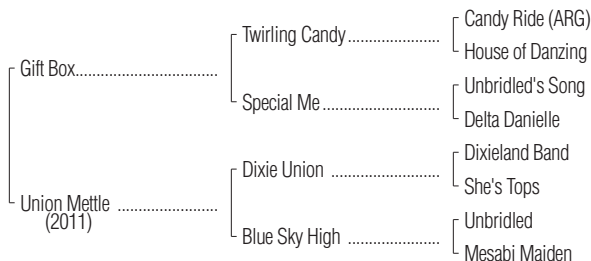 Candy Ride (ARG)
Twirling Candy
House of Danzing
Gift Box
Unbridled's Song
Special Me
Delta Danielle
Dixieland Band
Dixie Union
She's Tops
Union Mettle
(2011)
Unbridled
Blue Sky High
Mesabi Maiden